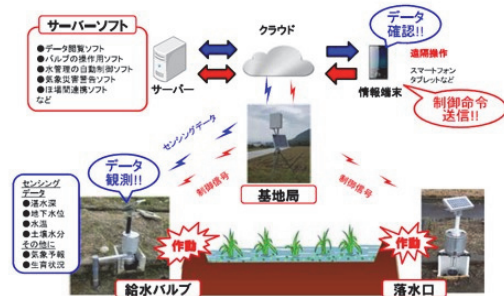 サーバーソフト
●データ閲覧ソフト
●バルブの操作用ソフト
●水管理の自動制御ソフト
●気象災害警告ソフト
●ほ場間連携ソフト
など
サーバー
クラウド
データ
確認!!
遠隔操作
スマートフォン
タブレットなど
情報端末
制御命令
送信!!
センシングデータ
データ
観測!!
制御信号
基地局
制御信号
センシング
データ
●湛水深
●地下水位
●水温
●土壌水分
その他に
●気象予報
●生育状況
作動
作動
給水バルブ
落水口